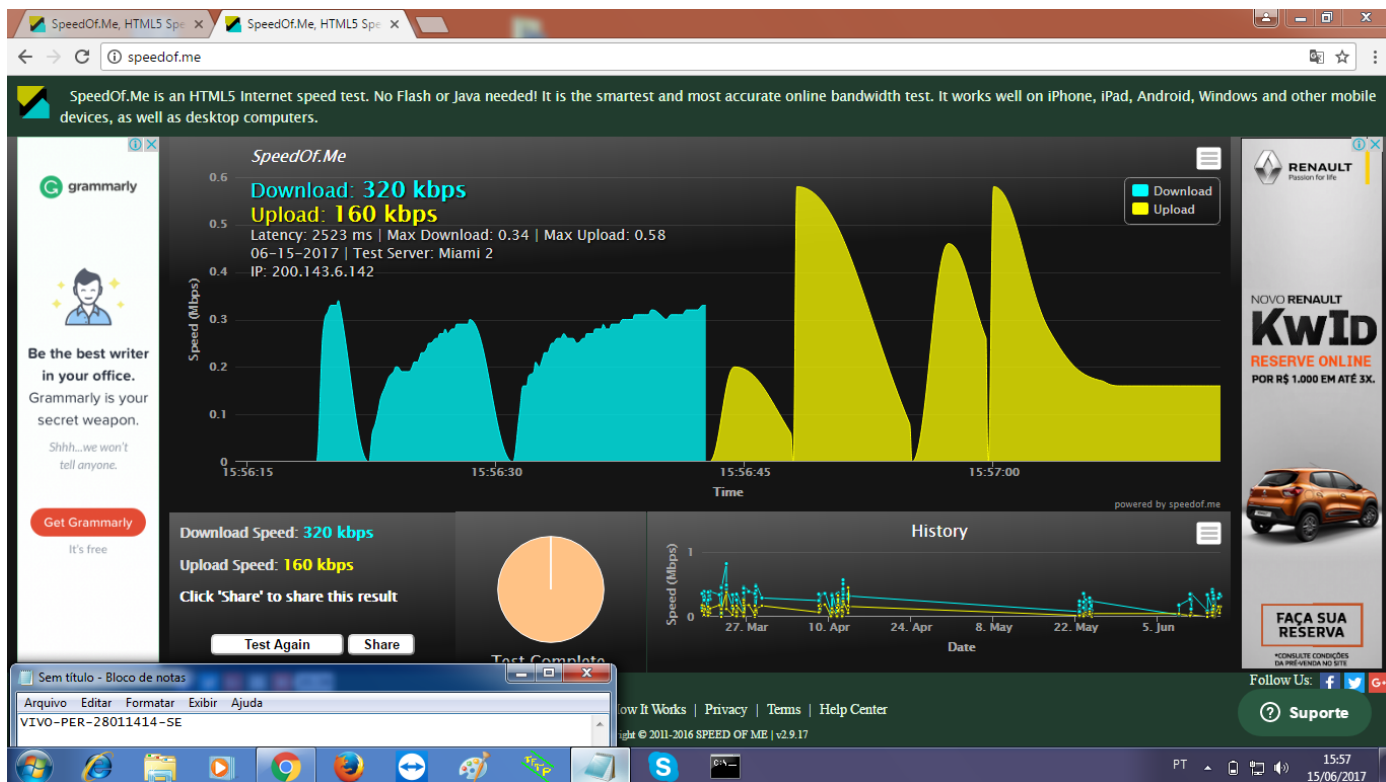 SpeedOf.Me, HTML5 Spe
SpeedOf.Me, HTML5 Spe
speedof.me
SpeedOf.Me is an HTML5 Internet speed test. No Flash or Java needed! It is the smartest and most accurate online bandwidth test. It works well on iPhone, iPad, Android, Windows and other mobile
devices, as well as desktop computers.
grammarly
Be the best writer
in your office.
Grammarly is your
secret weapon.
Shhh...we won't
tell anyone.
Get Grammarly
It's free
SpeedOf.Me
Download: 320 kbps
Upload: 160 kbps
Latency: 2523 ms | Max Download: 0.34 | Max Upload: 0.58
06-15-2017 | Test Server: Miami 2
IP: 200.143.6.142
Download
Upload
Speed (Mbps)
0.6
0.5
0.4
0.3
0.2
0.1
0
15:56:15
15:56:30
15:56:45
15:57:00
Time
powered by speedof.me
RENAULT
Passion for life
NOVO RENAULT
KWID
RESERVE ONLINE
POR R$ 1.000 EM ATÉ 3X.
FAÇA SUA
RESERVA
*CONSULTE CONDIÇÕES
DA PRÉ-VENDA NO SITE
Download Speed: 320 kbps
Upload Speed: 160 kbps
Click 'Share' to share this result
Test Again
Share
Test Complete
History
Speed (Mbps)
1
0
27. Mar
10. Apr
24. Apr
8. May
22. May
5. Jun
Date
Follow Us:
f
G+
How It Works | Privacy | Terms | Help Center
© 2011-2016 SPEED OF ME | v2.9.17
Suporte
Sem título - Bloco de notas
Arquivo Editar Formatar Exibir Ajuda
VIVO-PER-28011414-SE
SFTP
C:\
PT
15:57
15/06/2017